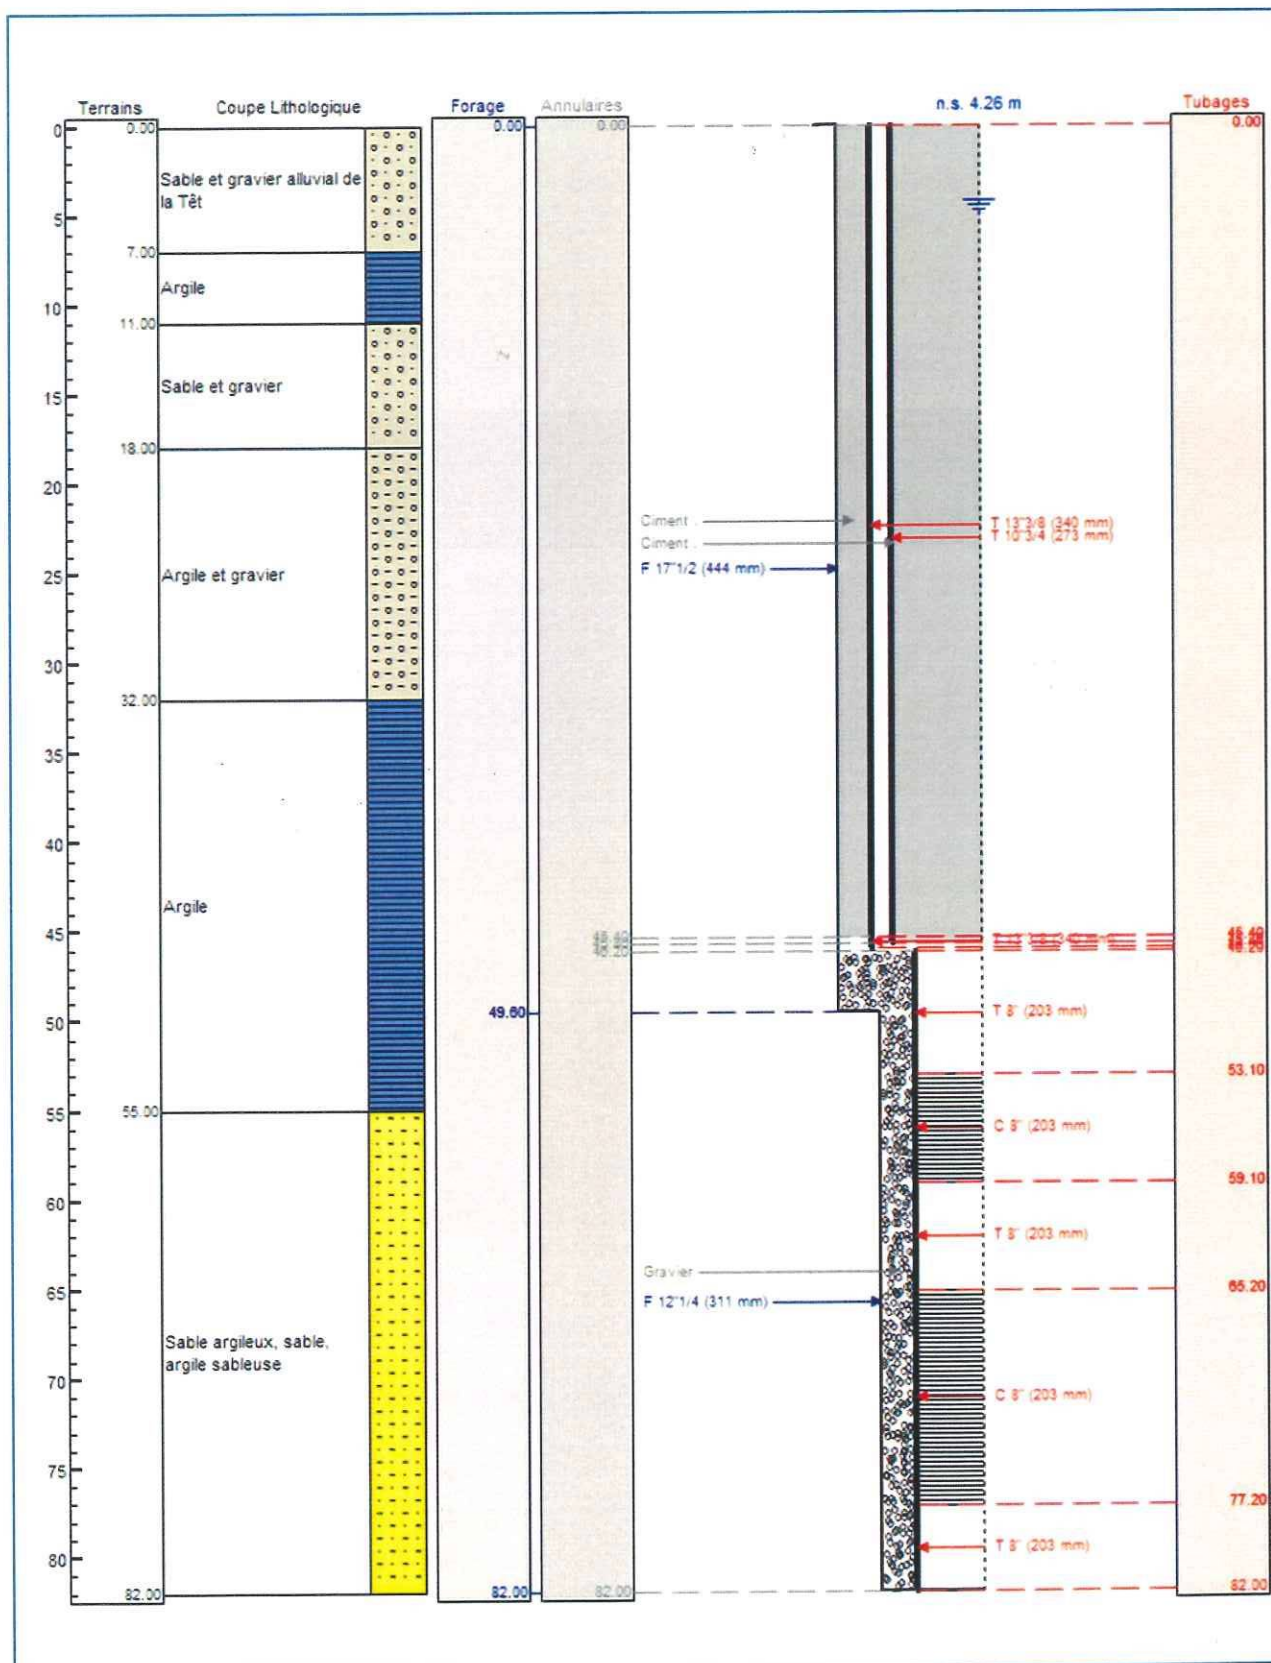 Terrains Coupe Lithologique Forage Annulaires n.s. 4.26 m Tubages
0 0.00 0.00 0.00 0.00
Sable et gravier alluvial de
la Têt
5
7.00
Argile
10
11.00
Sable et gravier
15
18.00
20
Ciment . T 13"3/8 (340 mm)
Ciment . T 10"3/4 (273 mm)
F 17"1/2 (444 mm)
25 Argile et gravier
30
32.00
35
40
Argile
45 45.40
46.20 46.20
49.60 T 8" (203 mm)
50
53.10
55 55.00 C 8" (203 mm)
59.10
60
T 8" (203 mm)
Gravier
65 65.20
F 12"1/4 (311 mm)
Sable argileux, sable,
argile sableuse
70 C 8" (203 mm)
75
77.20
80 T 8" (203 mm)
82.00 82.00 82.00 82.00